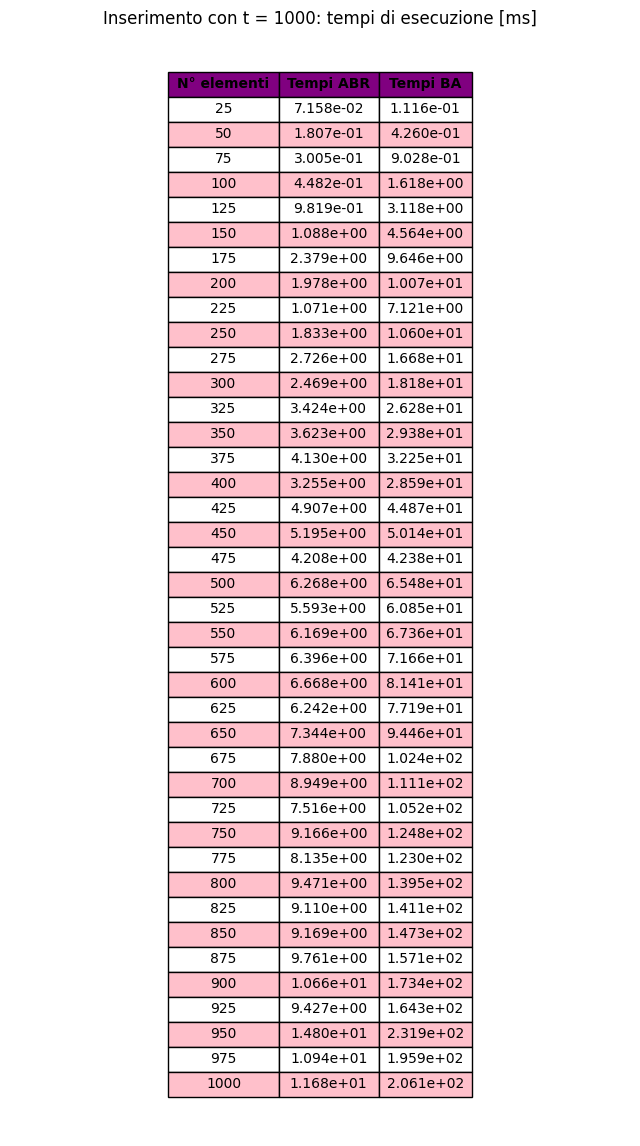 Inserimento con t = 1000: tempi di esecuzione [ms]
N° elementi Tempi ABR Tempi BA
25 7.158e-02 1.116e-01
50 1.807e-01 4.260e-01
75 3.005e-01 9.028e-01
100 4.482e-01 1.618e+00
125 9.819e-01 3.118e+00
150 1.088e+00 4.564e+00
175 2.379e+00 9.646e+00
200 1.978e+00 1.007e+01
225 1.071e+00 7.121e+00
250 1.833e+00 1.060e+01
275 2.726e+00 1.668e+01
300 2.469e+00 1.818e+01
325 3.424e+00 2.628e+01
350 3.623e+00 2.938e+01
375 4.130e+00 3.225e+01
400 3.255e+00 2.859e+01
425 4.907e+00 4.487e+01
450 5.195e+00 5.014e+01
475 4.208e+00 4.238e+01
500 6.268e+00 6.548e+01
525 5.593e+00 6.085e+01
550 6.169e+00 6.736e+01
575 6.396e+00 7.166e+01
600 6.668e+00 8.141e+01
625 6.242e+00 7.719e+01
650 7.344e+00 9.446e+01
675 7.880e+00 1.024e+02
700 8.949e+00 1.111e+02
725 7.516e+00 1.052e+02
750 9.166e+00 1.248e+02
775 8.135e+00 1.230e+02
800 9.471e+00 1.395e+02
825 9.110e+00 1.411e+02
850 9.169e+00 1.473e+02
875 9.761e+00 1.571e+02
900 1.066e+01 1.734e+02
925 9.427e+00 1.643e+02
950 1.480e+01 2.319e+02
975 1.094e+01 1.959e+02
1000 1.168e+01 2.061e+02